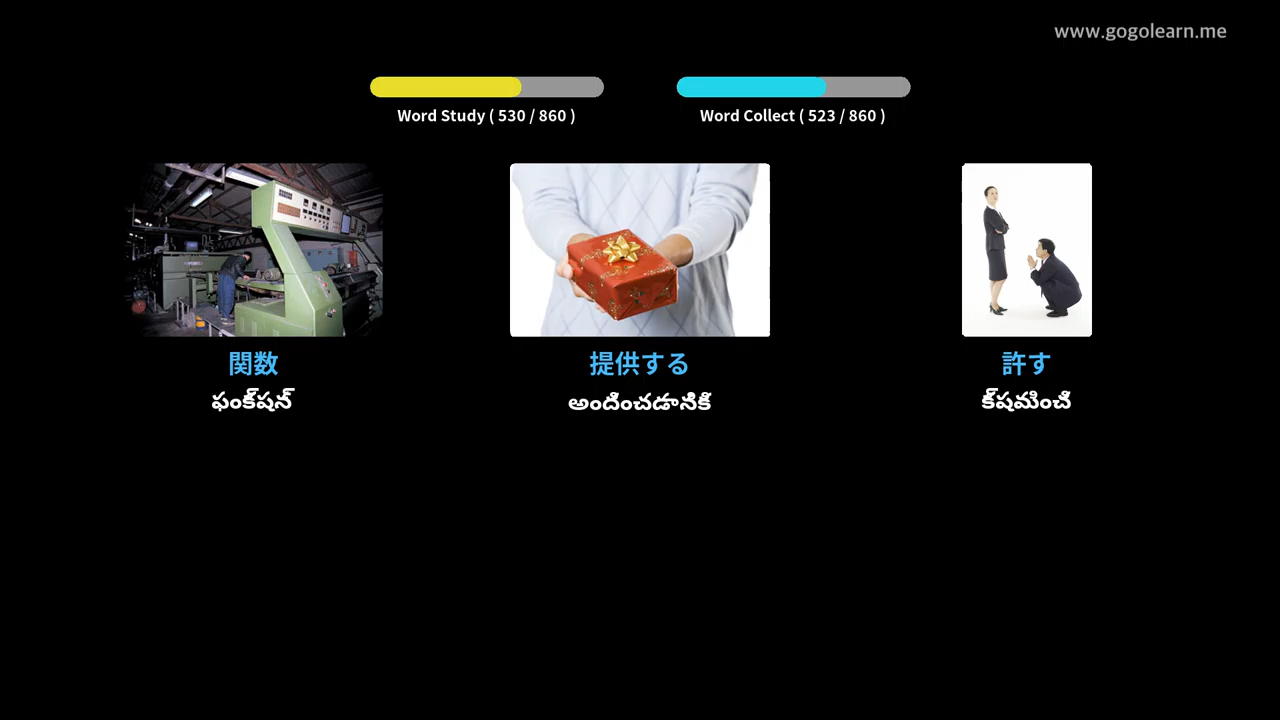 www.gogolearn.me
Word Study ( 530 / 860 )
Word Collect ( 523 / 860 )
関数
提供する
許す
ఫంక్‌షన్
అందించడానికి
క్‌షమించి